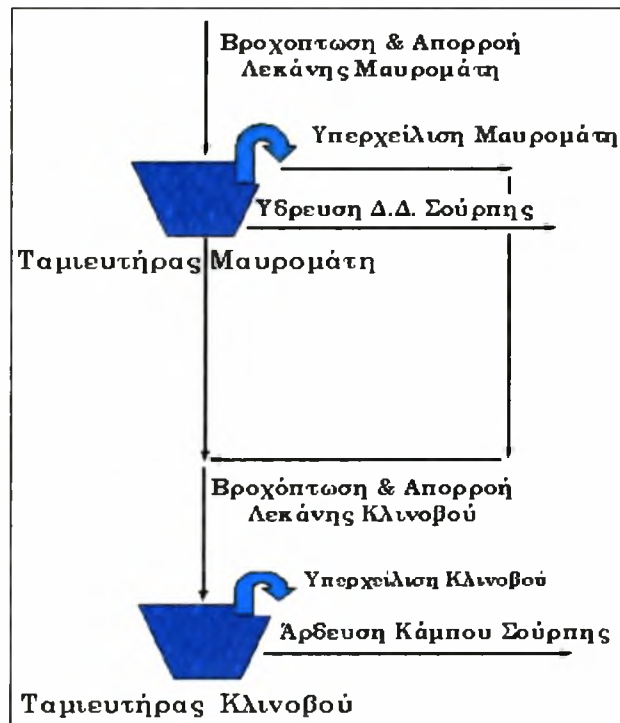 Βροχοπτωση & Απορροή
Λεκάνης Μαυρομάτη
Υπερχείλιση Μαυρομάτη
Ύδρευση Δ.Δ. Σούρπης
Ταμιευτήρας Μαυρομάτη
Βροχόπτωση & Απορροή
Λεκάνης Κλινοβού
Υπερχείλιση Κλινοβού
Άρδευση Κάμπου Σούρπης
Ταμιευτήρας Κλινοβού